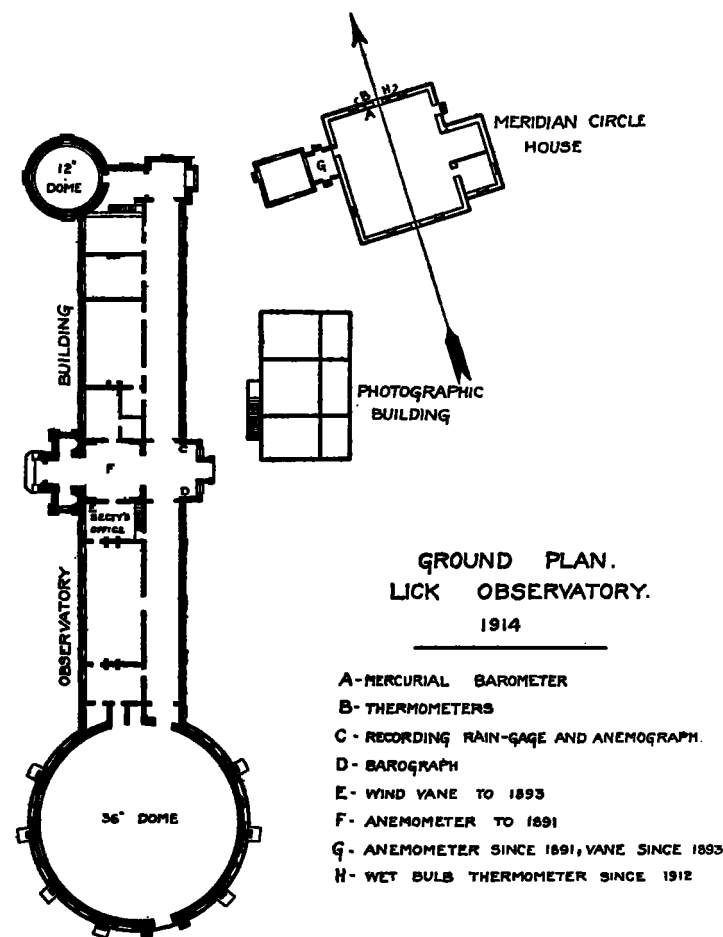 C B H2
A
MERIDIAN CIRCLE
HOUSE
G
12"
DOME
BUILDING
PHOTOGRAPHIC
BUILDING
F
C
D
E
SECTY'S
OFFICE
OBSERVATORY
GROUND PLAN.
LICK OBSERVATORY.
1914
A-MERCURIAL BAROMETER
B-THERMOMETERS
C - RECORDING RAIN-GAGE AND ANEMOGRAPH.
D-BAROGRAPH
E- WIND VANE TO 1893
F- ANEMOMETER TO 1891
G- ANEMOMETER SINCE 1891, VANE SINCE 1893
H- WET BULB THERMOMETER SINCE 1912
36" DOME